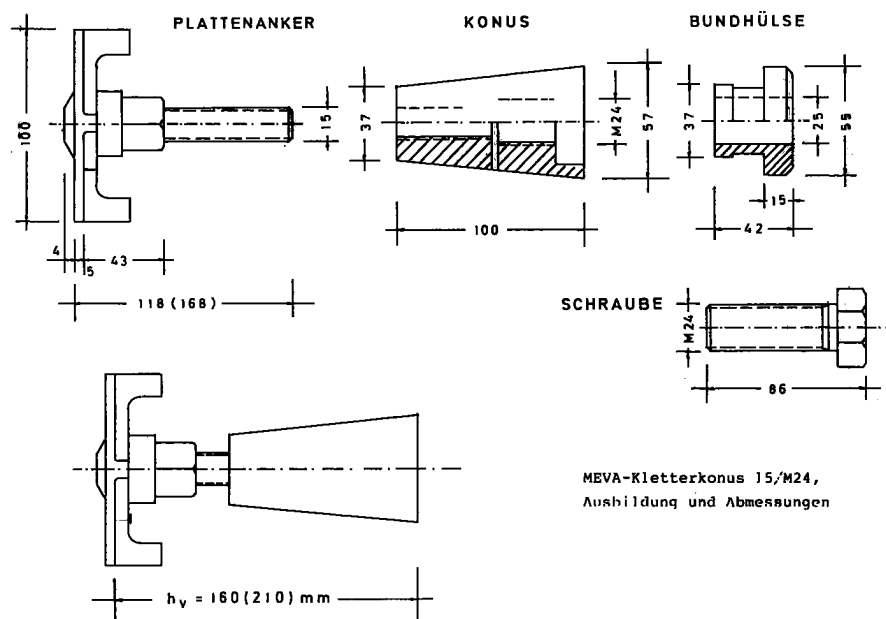 PLATTENANKER
KONUS
BUNDHÜLSE
100
15
4
5
43
118 (168)
37
M24
57
100
37
25
55
15
42
SCHRAUBE
M24
86
MEVA-Kletterkonus 15/M24,
Ausbildung und Abmessungen
hv = 160(210) mm